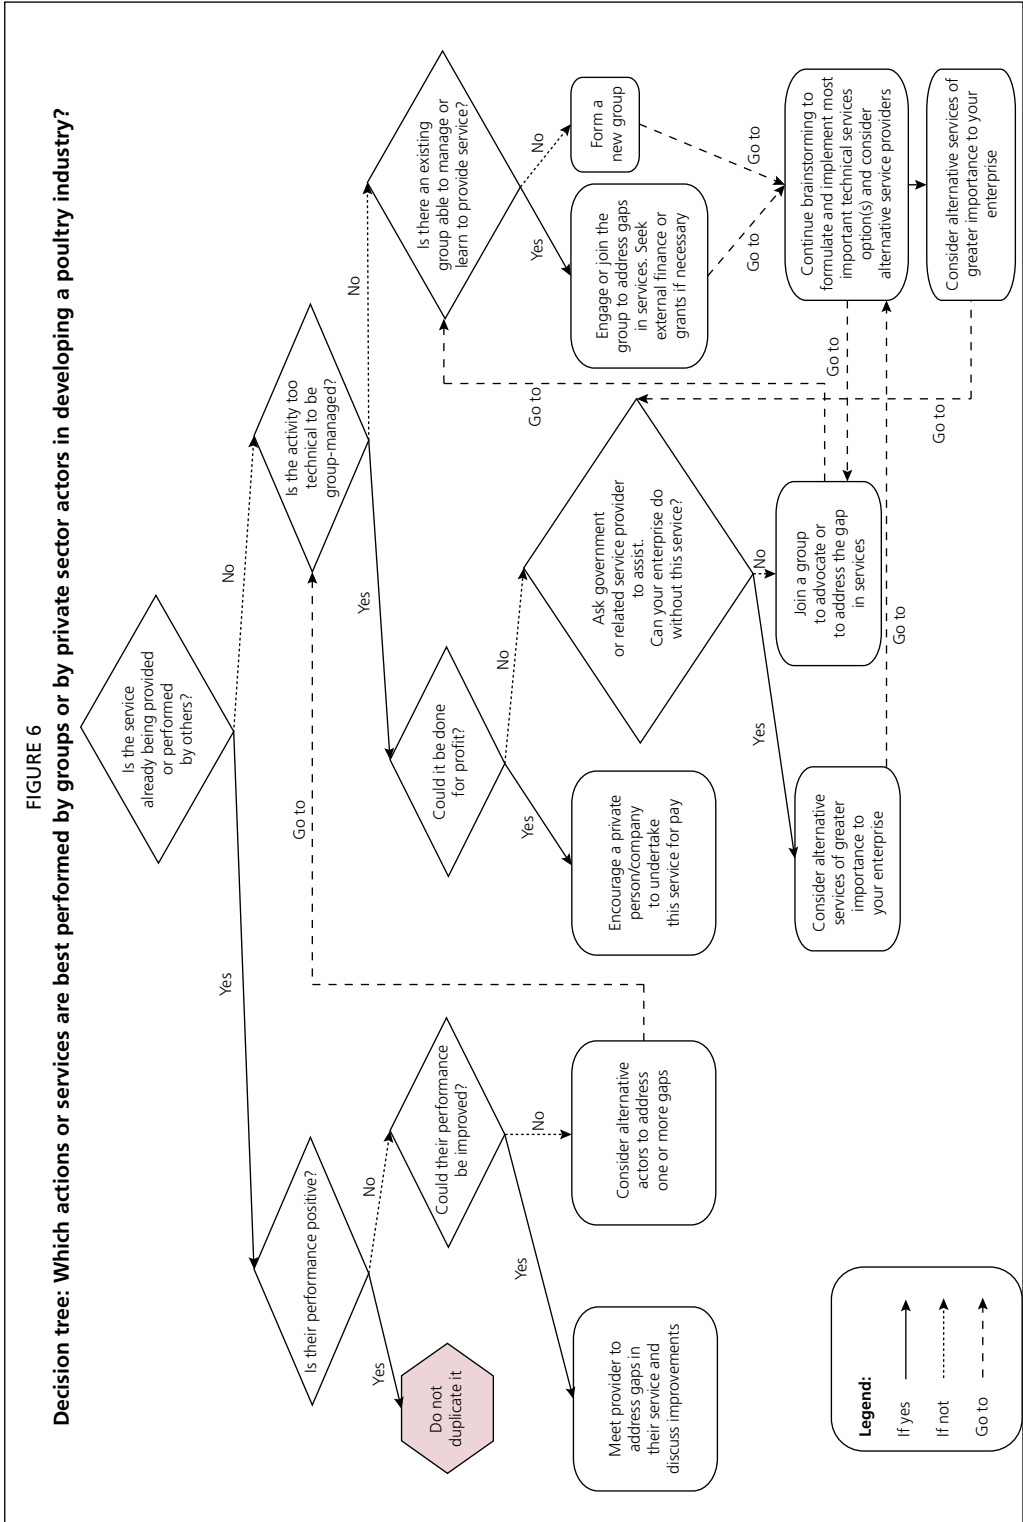 FIGURE 6
Decision tree: Which actions or services are best performed by groups or by private sector actors in developing a poultry industry?
Is the service
already being provided
or performed
by others?
Yes
No
Is their performance positive?
Yes
No
Do not
duplicate it
Could their performance
be improved?
Yes
No
Meet provider to
address gaps in
their service and
discuss improvements
Consider alternative
actors to address
one or more gaps
Go to
Is the activity too
technical to be
group-managed?
Yes
No
Could it be done
for profit?
Yes
No
Encourage a private
person/company
to undertake
this service for pay
Ask government
or related service provider
to assist.
Can your enterprise do
without this service?
Yes
No
Consider alternative
services of greater
importance to
your enterprise
Go to
Join a group
to advocate or
to address the gap
in services
Go to
Is there an existing
group able to manage or
learn to provide service?
Yes
No
Engage or join the
group to address gaps
in services. Seek
external finance or
grants if necessary
Form a
new group
Go to
Go to
Continue brainstorming to
formulate and implement most
important technical services
option(s) and consider
alternative service providers
Go to
Consider alternative services of
greater importance to your
enterprise
Go to
Legend:
If yes
If not
Go to